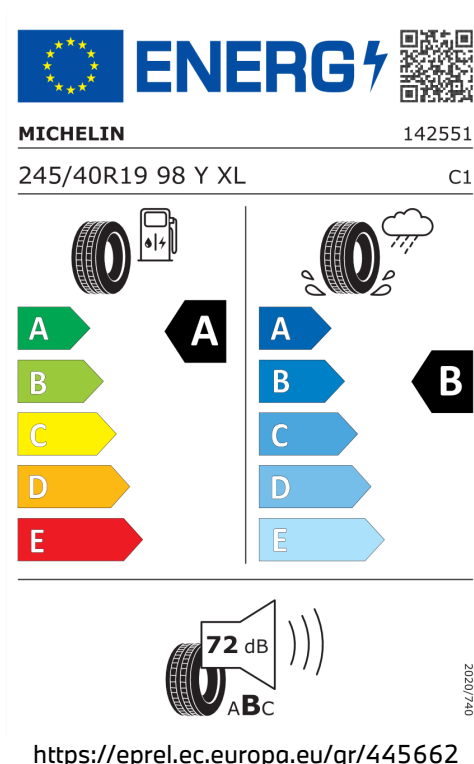 ENERG
MICHELIN 142551
245/40R19 98 Y XL C1
A A A
B B B
C C
D D
E E
72 dB
ABC
2020/740
https://eprel.ec.europa.eu/qr/445662